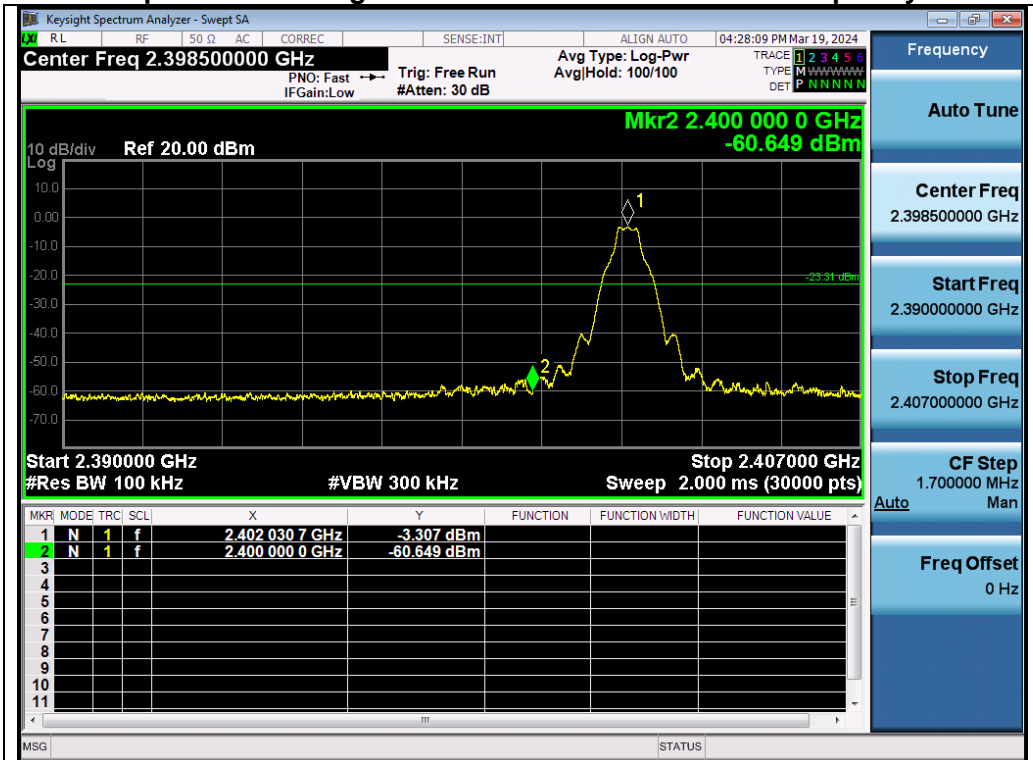 Keysight Spectrum Analyzer - Swept SA
LXI RL RF 50 Ω AC CORREC SENSE:INT ALIGN AUTO 04:28:09 PM Mar 19, 2024
Center Freq 2.398500000 GHz
PNO: Fast
IFGain:Low
Trig: Free Run
#Atten: 30 dB
Avg Type: Log-Pwr
Avg|Hold: 100/100
TRACE 1 2 3 4 5 6
TYPE M WWWWW
DET P N N N N N
Mkr2 2.400 000 0 GHz
-60.649 dBm
10 dB/div Ref 20.00 dBm
Log
10.0
0.00
-10.0
-20.0
-30.0
-40.0
-50.0
-60.0
-70.0
1
-23.31 dBm
2
Start 2.390000 GHz Stop 2.407000 GHz
#Res BW 100 kHz #VBW 300 kHz Sweep 2.000 ms (30000 pts)
MKR MODE TRC SCL X Y FUNCTION FUNCTION WIDTH FUNCTION VALUE
1 N 1 f 2.402 030 7 GHz -3.307 dBm
2 N 1 f 2.400 000 0 GHz -60.649 dBm
3
4
5
6
7
8
9
10
11
MSG STATUS
Frequency
Auto Tune
Center Freq
2.398500000 GHz
Start Freq
2.390000000 GHz
Stop Freq
2.407000000 GHz
CF Step
1.700000 MHz
Auto Man
Freq Offset
0 Hz